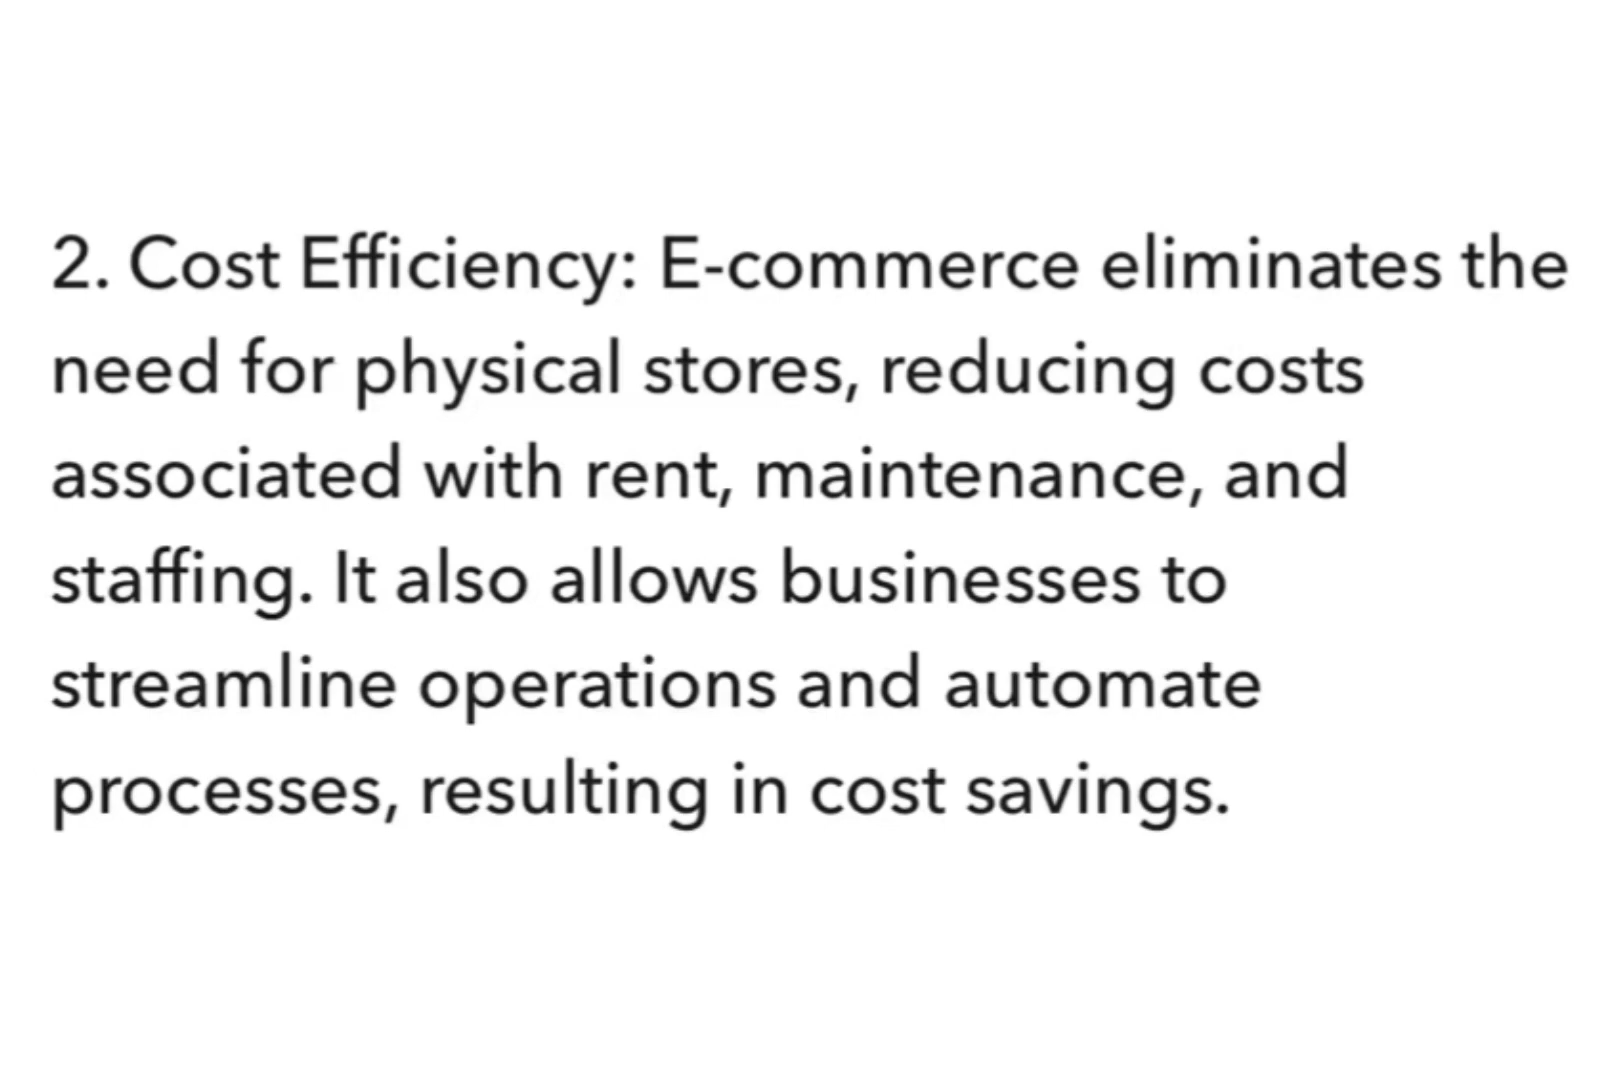 2. Cost Efficiency: E-commerce eliminates the
need for physical stores, reducing costs
associated with rent, maintenance, and
staffing. It also allows businesses to
streamline operations and automate
processes, resulting in cost savings.